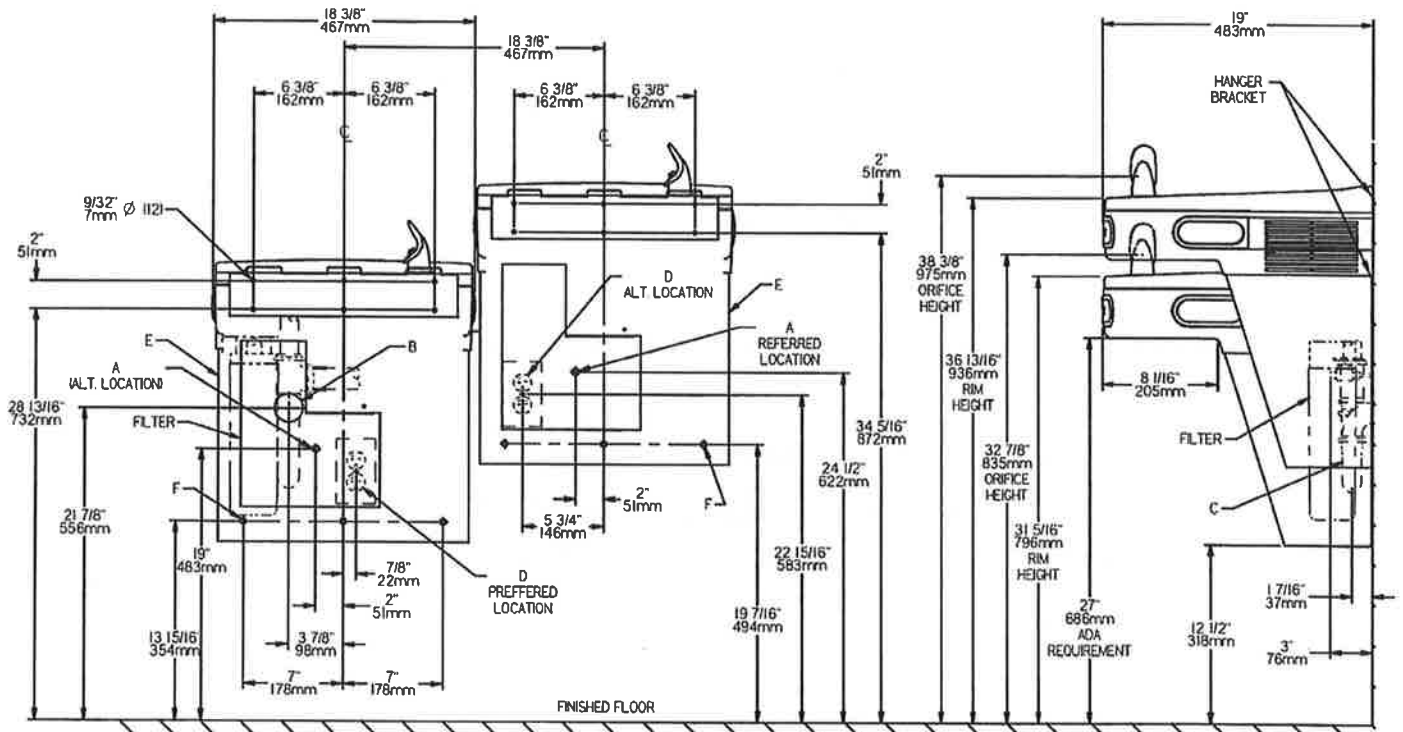 18 3/8"
467mm
18 3/8"
467mm
19"
483mm
6 3/8"
162mm
6 3/8"
162mm
6 3/8"
162mm
6 3/8"
162mm
HANGER
BRACKET
2"
51mm
9/32"
7mm Ø (12)
2"
51mm
D
ALT. LOCATION
E
A
REFERRED
LOCATION
E
A
(ALT. LOCATION)
B
28 13/16"
732mm
FILTER
F
21 7/8"
556mm
19"
483mm
13 15/16"
354mm
7/8"
22mm
2"
51mm
3 7/8"
98mm
7"
178mm
7"
178mm
D
PREFFERED
LOCATION
5 3/4"
146mm
2"
51mm
F
34 5/16"
872mm
24 1/2"
622mm
22 15/16"
583mm
19 7/16"
494mm
FINISHED FLOOR
38 3/8"
975mm
ORIFICE
HEIGHT
36 13/16"
936mm
RIM
HEIGHT
32 7/8"
835mm
ORIFICE
HEIGHT
31 5/16"
796mm
RIM
HEIGHT
27"
686mm
ADA
REQUIREMENT
8 1/16"
205mm
FILTER
C
12 1/2"
318mm
1 7/16"
37mm
3"
76mm